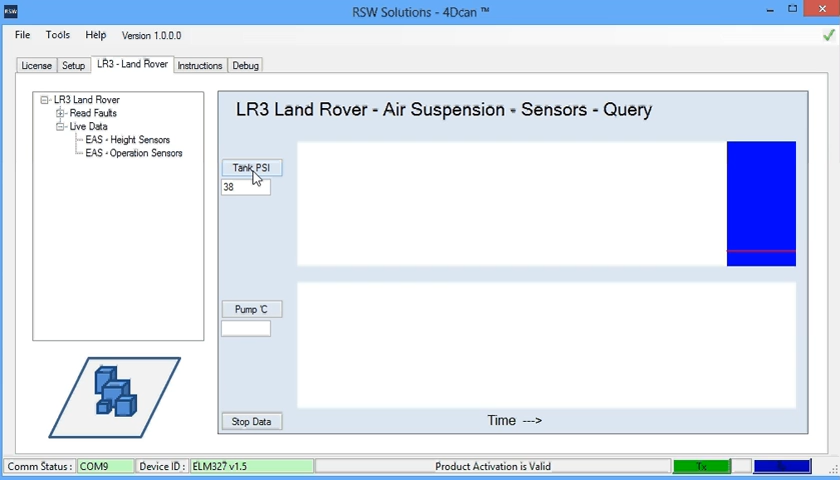 RSW
RSW Solutions - 4Dcan ™
File Tools Help Version 1.0.0.0
License Setup LR3 - Land Rover Instructions Debug
LR3 Land Rover
Read Faults
Live Data
EAS - Height Sensors
EAS - Operation Sensors
LR3 Land Rover - Air Suspension - Sensors - Query
Tank PSI
38
Pump °C
Stop Data
Time --->
Comm Status : COM9 Device ID : ELM327 v1.5 Product Activation is Valid Tx